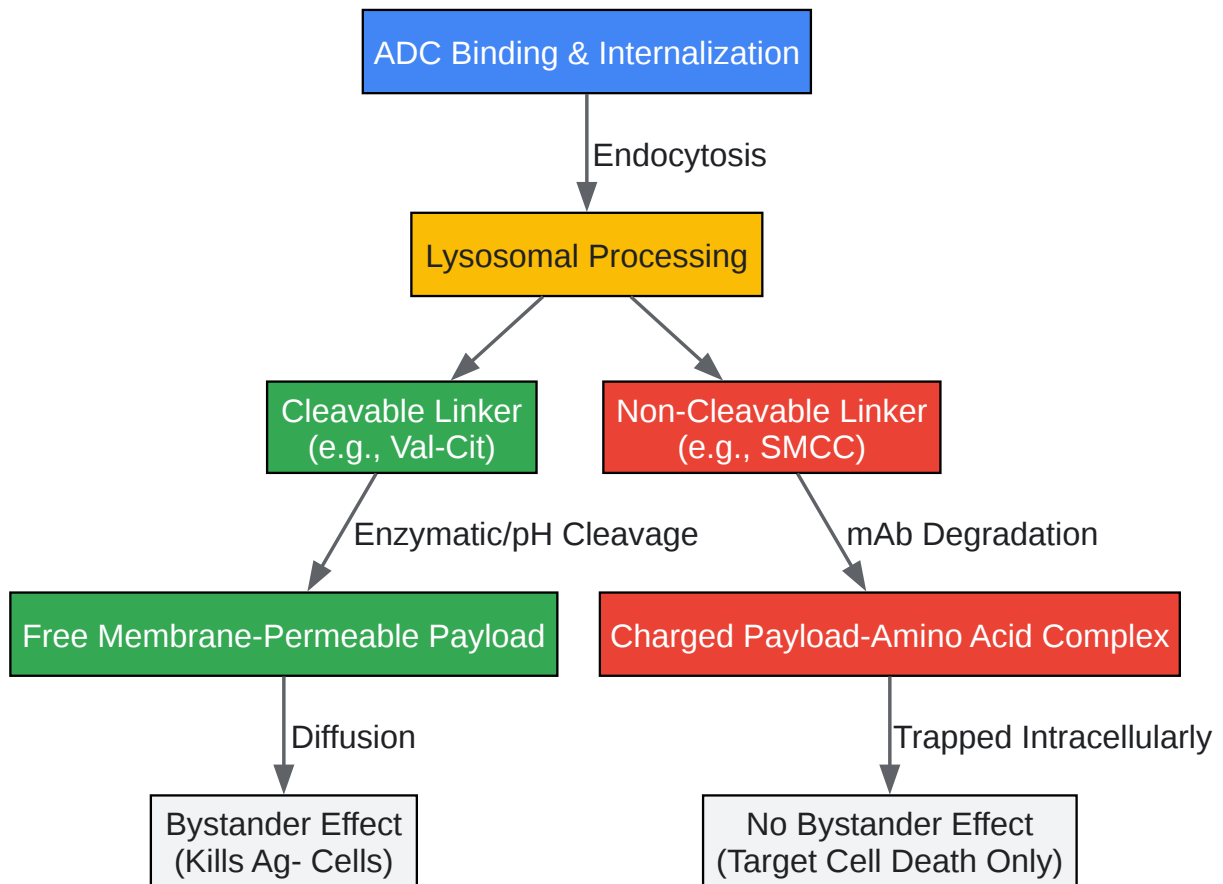 ADC Binding & Internalization
Endocytosis
Lysosomal Processing
Cleavable Linker
(e.g., Val-Cit)
Non-Cleavable Linker
(e.g., SMCC)
Enzymatic/pH Cleavage
mAb Degradation
Free Membrane-Permeable Payload
Charged Payload-Amino Acid Complex
Diffusion
Trapped Intracellularly
Bystander Effect
(Kills Ag- Cells)
No Bystander Effect
(Target Cell Death Only)